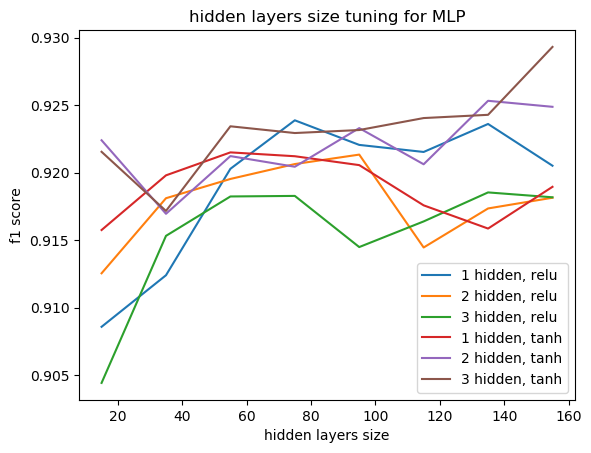 hidden layers size tuning for MLP
0.930
0.925
0.920
0.915
0.910
0.905
f1 score
1 hidden, relu
2 hidden, relu
3 hidden, relu
1 hidden, tanh
2 hidden, tanh
3 hidden, tanh
20 40 60 80 100 120 140 160
hidden layers size